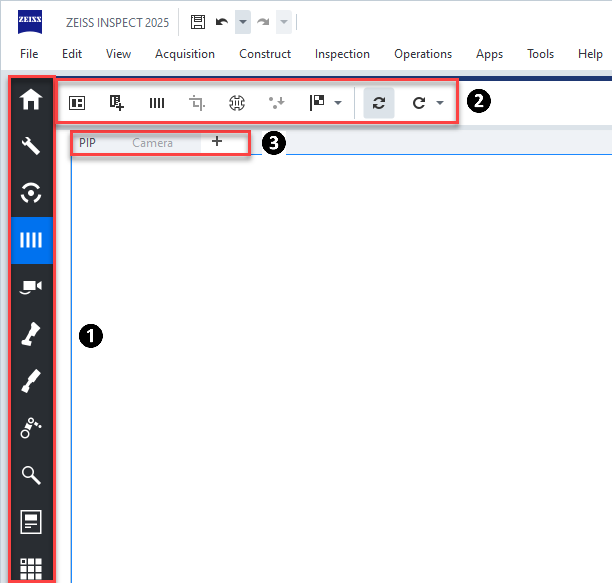 ZEISS ZEISS INSPECT 2025
File Edit View Acquisition Construct Inspection Operations Apps Tools Help
2
PIP Camera + 3
1